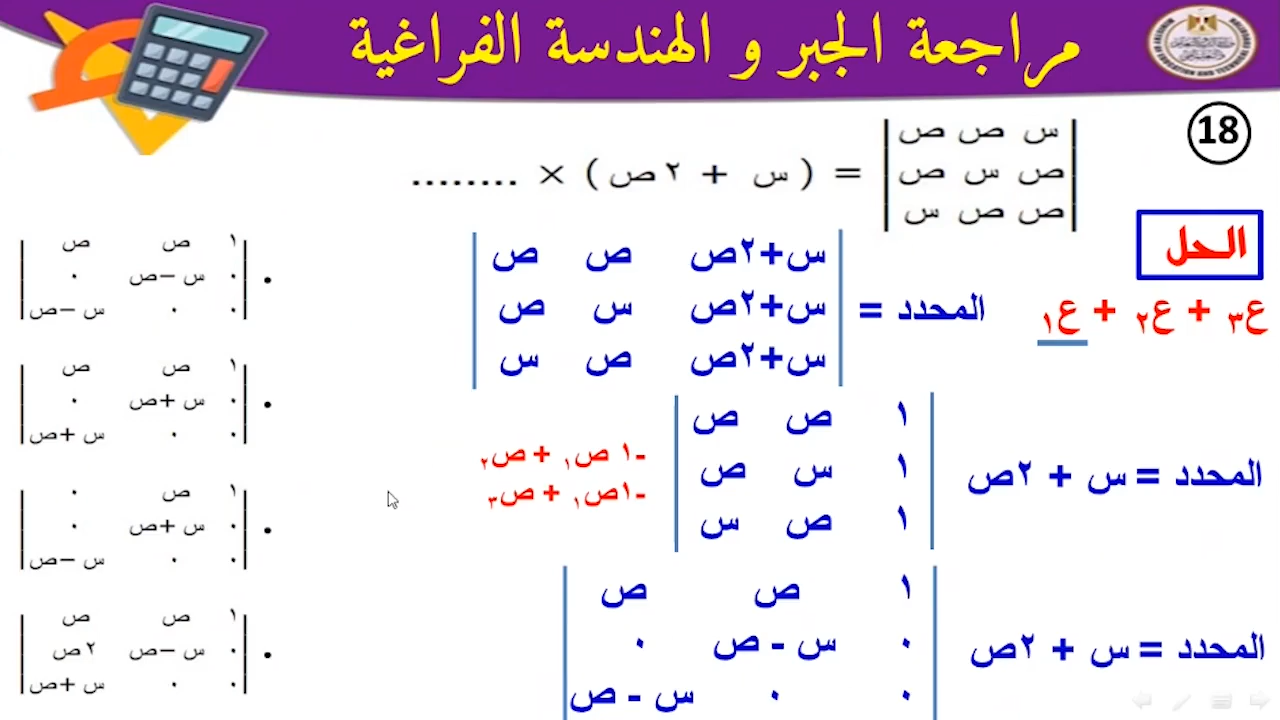 مراجعة الجبر و الهندسة الفراغية
18
| س ص ص |
| ص س ص | = ( س + ٢ ص ) × ........
| ص ص س |
الحل
ع٣ + ع٢ + ع١
| س+٢ص ص ص |
المحدد = | س+٢ص س ص |
| س+٢ص ص س |
| ١ ص ص |
المحدد = س + ٢ص | ١ س ص |
| ١ ص س |
-١ ص١ + ص٢
-١ص١ + ص٣
| ١ ص ص |
المحدد = س + ٢ص | ٠ س - ص ٠ |
| ٠ ٠ س - ص |
| ١ ص ص |
• | ٠ س – ص ٠ |
| ٠ ٠ س – ص |
| ١ ص ص |
• | ٠ س + ص ٠ |
| ٠ ٠ س + ص |
| ١ ص ٠ |
• | ٠ س + ص ٠ |
| ٠ ٠ س – ص |
| ١ ص ص |
• | ٠ س – ص ٢ ص |
| ٠ ٠ س + ص |